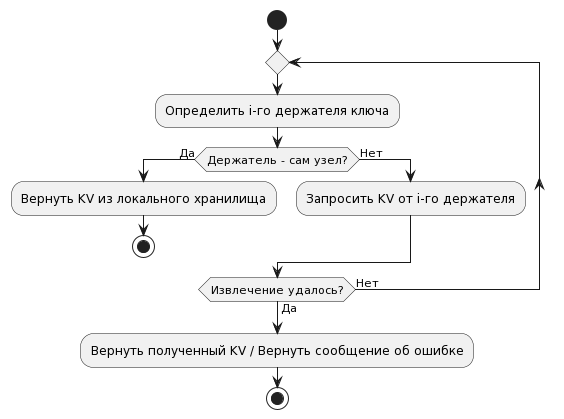 Определить i-го держателя ключа
Да
Держатель - сам узел?
Нет
Вернуть KV из локального хранилища
Запросить KV от i-го держателя
Извлечение удалось?
Нет
Да
Вернуть полученный KV / Вернуть сообщение об ошибке